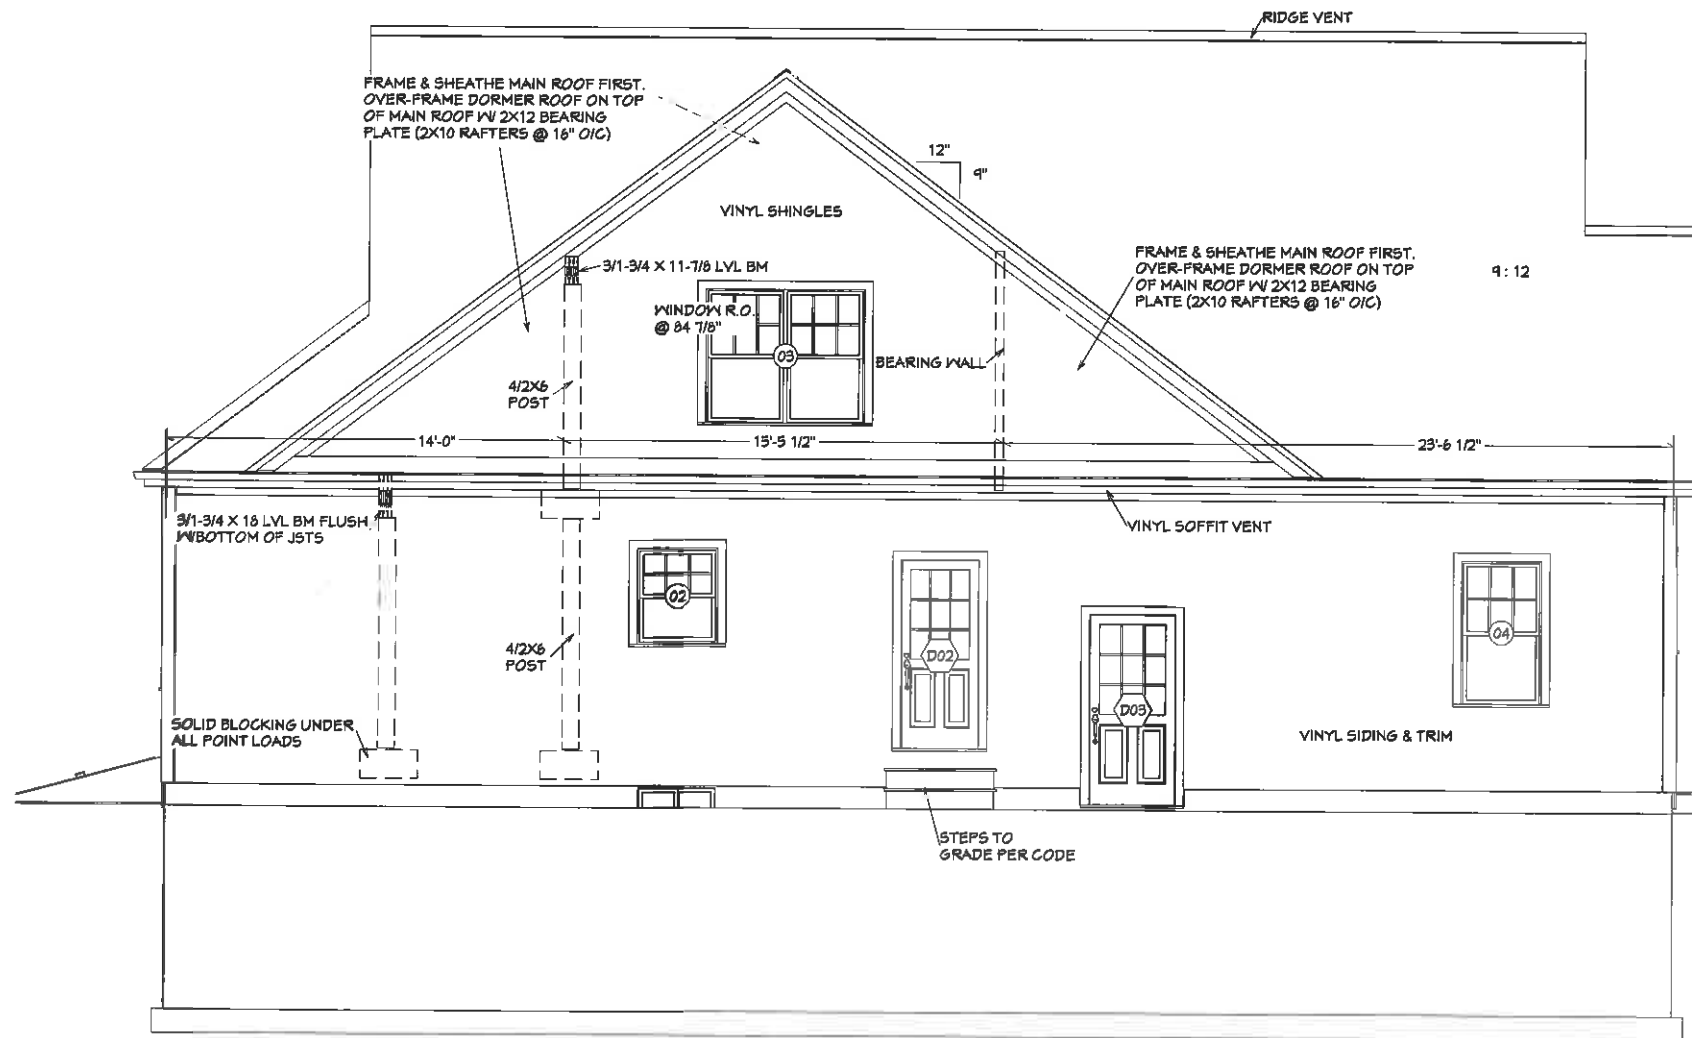 RIDGE VENT
FRAME & SHEATHE MAIN ROOF FIRST.
OVER-FRAME DORMER ROOF ON TOP
OF MAIN ROOF W/ 2X12 BEARING
PLATE (2X10 RAFTERS @ 16" O/C)
12"
9"
VINYL SHINGLES
FRAME & SHEATHE MAIN ROOF FIRST.
OVER-FRAME DORMER ROOF ON TOP
OF MAIN ROOF W/ 2X12 BEARING
PLATE (2X10 RAFTERS @ 16" O/C)
9 : 12
3/1-3/4 X 11-7/8 LVL BM
WINDOW R.O.
@ 84 7/8"
03
BEARING WALL
4/2X6
POST
14'-0"
15'-5 1/2"
23'-6 1/2"
3/1-3/4 X 18 LVL BM FLUSH
W/BOTTOM OF JSTS
VINYL SOFFIT VENT
02
4/2X6
POST
D02
04
D03
SOLID BLOCKING UNDER
ALL POINT LOADS
VINYL SIDING & TRIM
STEPS TO
GRADE PER CODE